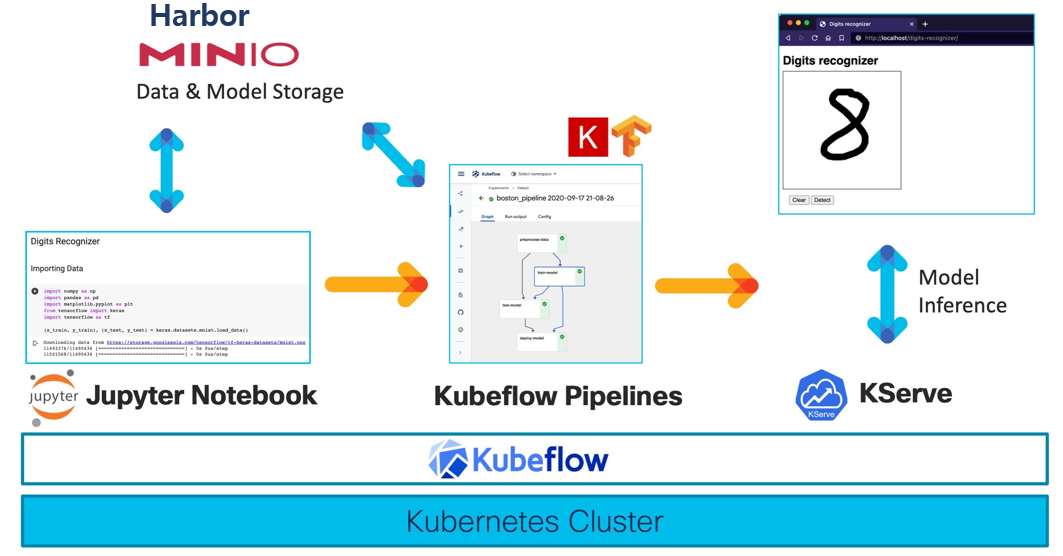 Harbor
MINIO
Data & Model Storage
Digits recognizer
http://localhost/digits-recognizer/
Digits recognizer
8
Clear Detect
K
Kubeflow
Select namespace
Experiments > Default
boston_pipeline 2020-09-17 21-08-26
Graph Run output Config
preprocess-data
train-model
test-model
deploy-model
Digits Recognizer
Importing Data
import numpy as np
import pandas as pd
import matplotlib.pyplot as plt
from tensorflow import keras
import tensorflow as tf
(x_train, y_train), (x_test, y_test) = keras.datasets.mnist.load_data()
Downloading data from https://storage.googleapis.com/tensorflow/tf-keras-datasets/mnist.npz
11493376/11490434 [==============================] - 0s 0us/step
11501568/11490434 [==============================] - 0s 0us/step
Model
Inference
jupyter
Jupyter Notebook
Kubeflow Pipelines
KServe
KServe
Kubeflow
Kubernetes Cluster